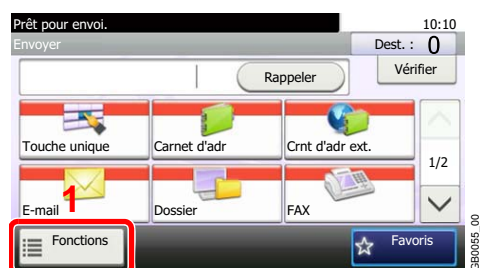 Prêt pour envoi. 10:10
Envoyer Dest. : 0
Rappeler Vérifier
Touche unique Carnet d'adr Crnt d'adr ext.
1/2
1
E-mail Dossier FAX
Fonctions Favoris
GB0055_00